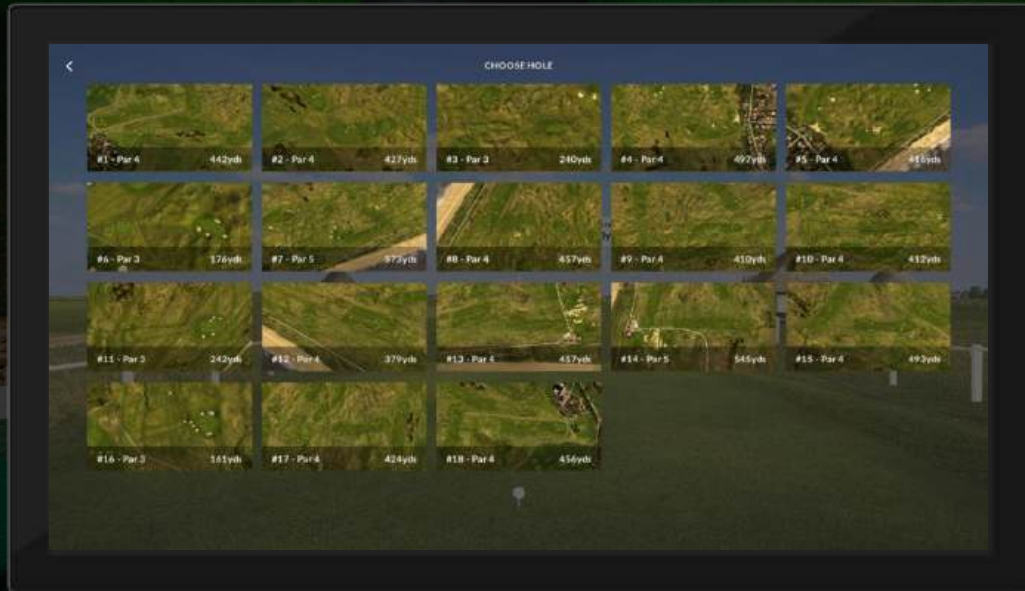 CHOOSE HOLE
#1 - Par 4 442yds
#2 - Par 4 427yds
#3 - Par 3 240yds
#4 - Par 4 497yds
#5 - Par 4 416yds
#6 - Par 3 176yds
#7 - Par 5 573yds
#8 - Par 4 457yds
#9 - Par 4 410yds
#10 - Par 4 412yds
#11 - Par 3 242yds
#12 - Par 4 379yds
#13 - Par 4 457yds
#14 - Par 5 545yds
#15 - Par 4 493yds
#16 - Par 3 161yds
#17 - Par 4 424yds
#18 - Par 4 456yds